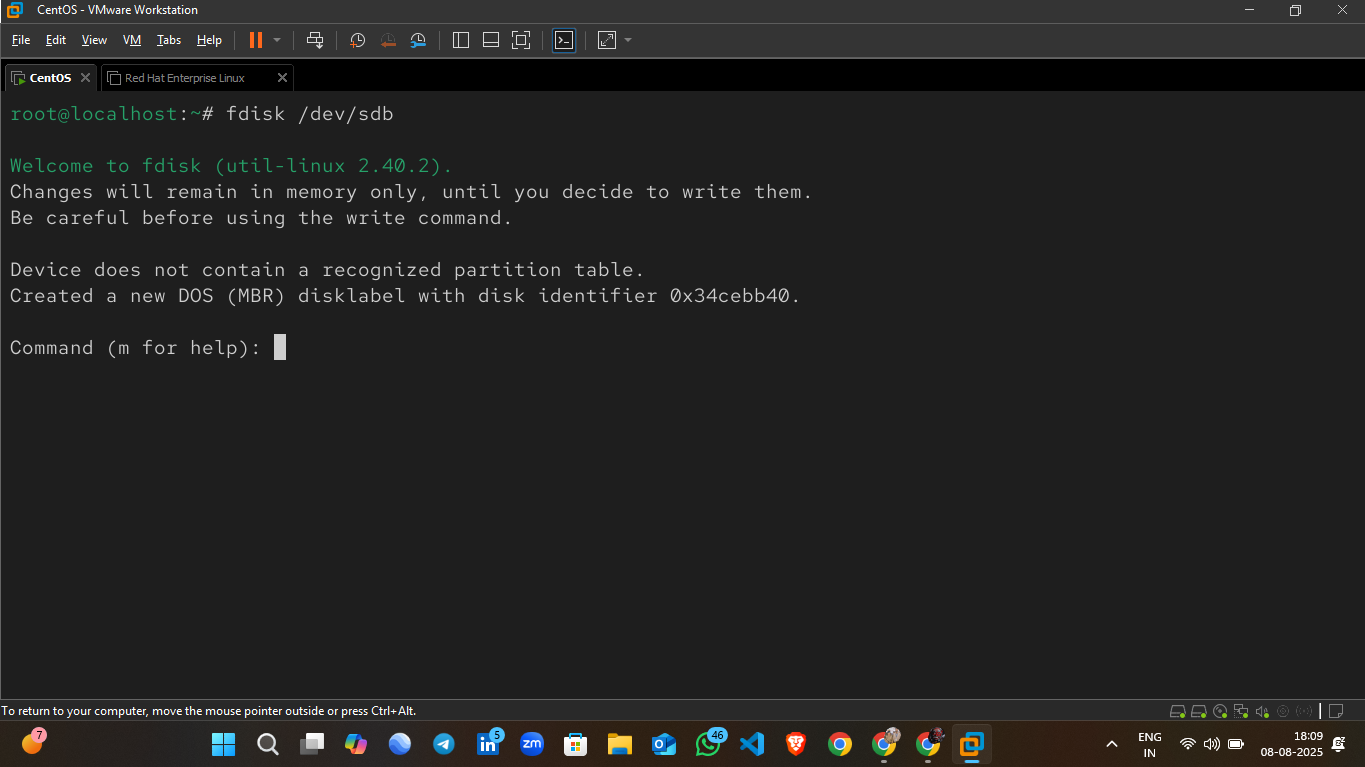 CentOS - VMware Workstation
File Edit View VM Tabs Help
CentOS Red Hat Enterprise Linux
root@localhost:~# fdisk /dev/sdb
Welcome to fdisk (util-linux 2.40.2).
Changes will remain in memory only, until you decide to write them.
Be careful before using the write command.
Device does not contain a recognized partition table.
Created a new DOS (MBR) disklabel with disk identifier 0x34cebb40.
Command (m for help):
To return to your computer, move the mouse pointer outside or press Ctrl+Alt.
7
5
zm
46
ENG
IN
18:09
08-08-2025